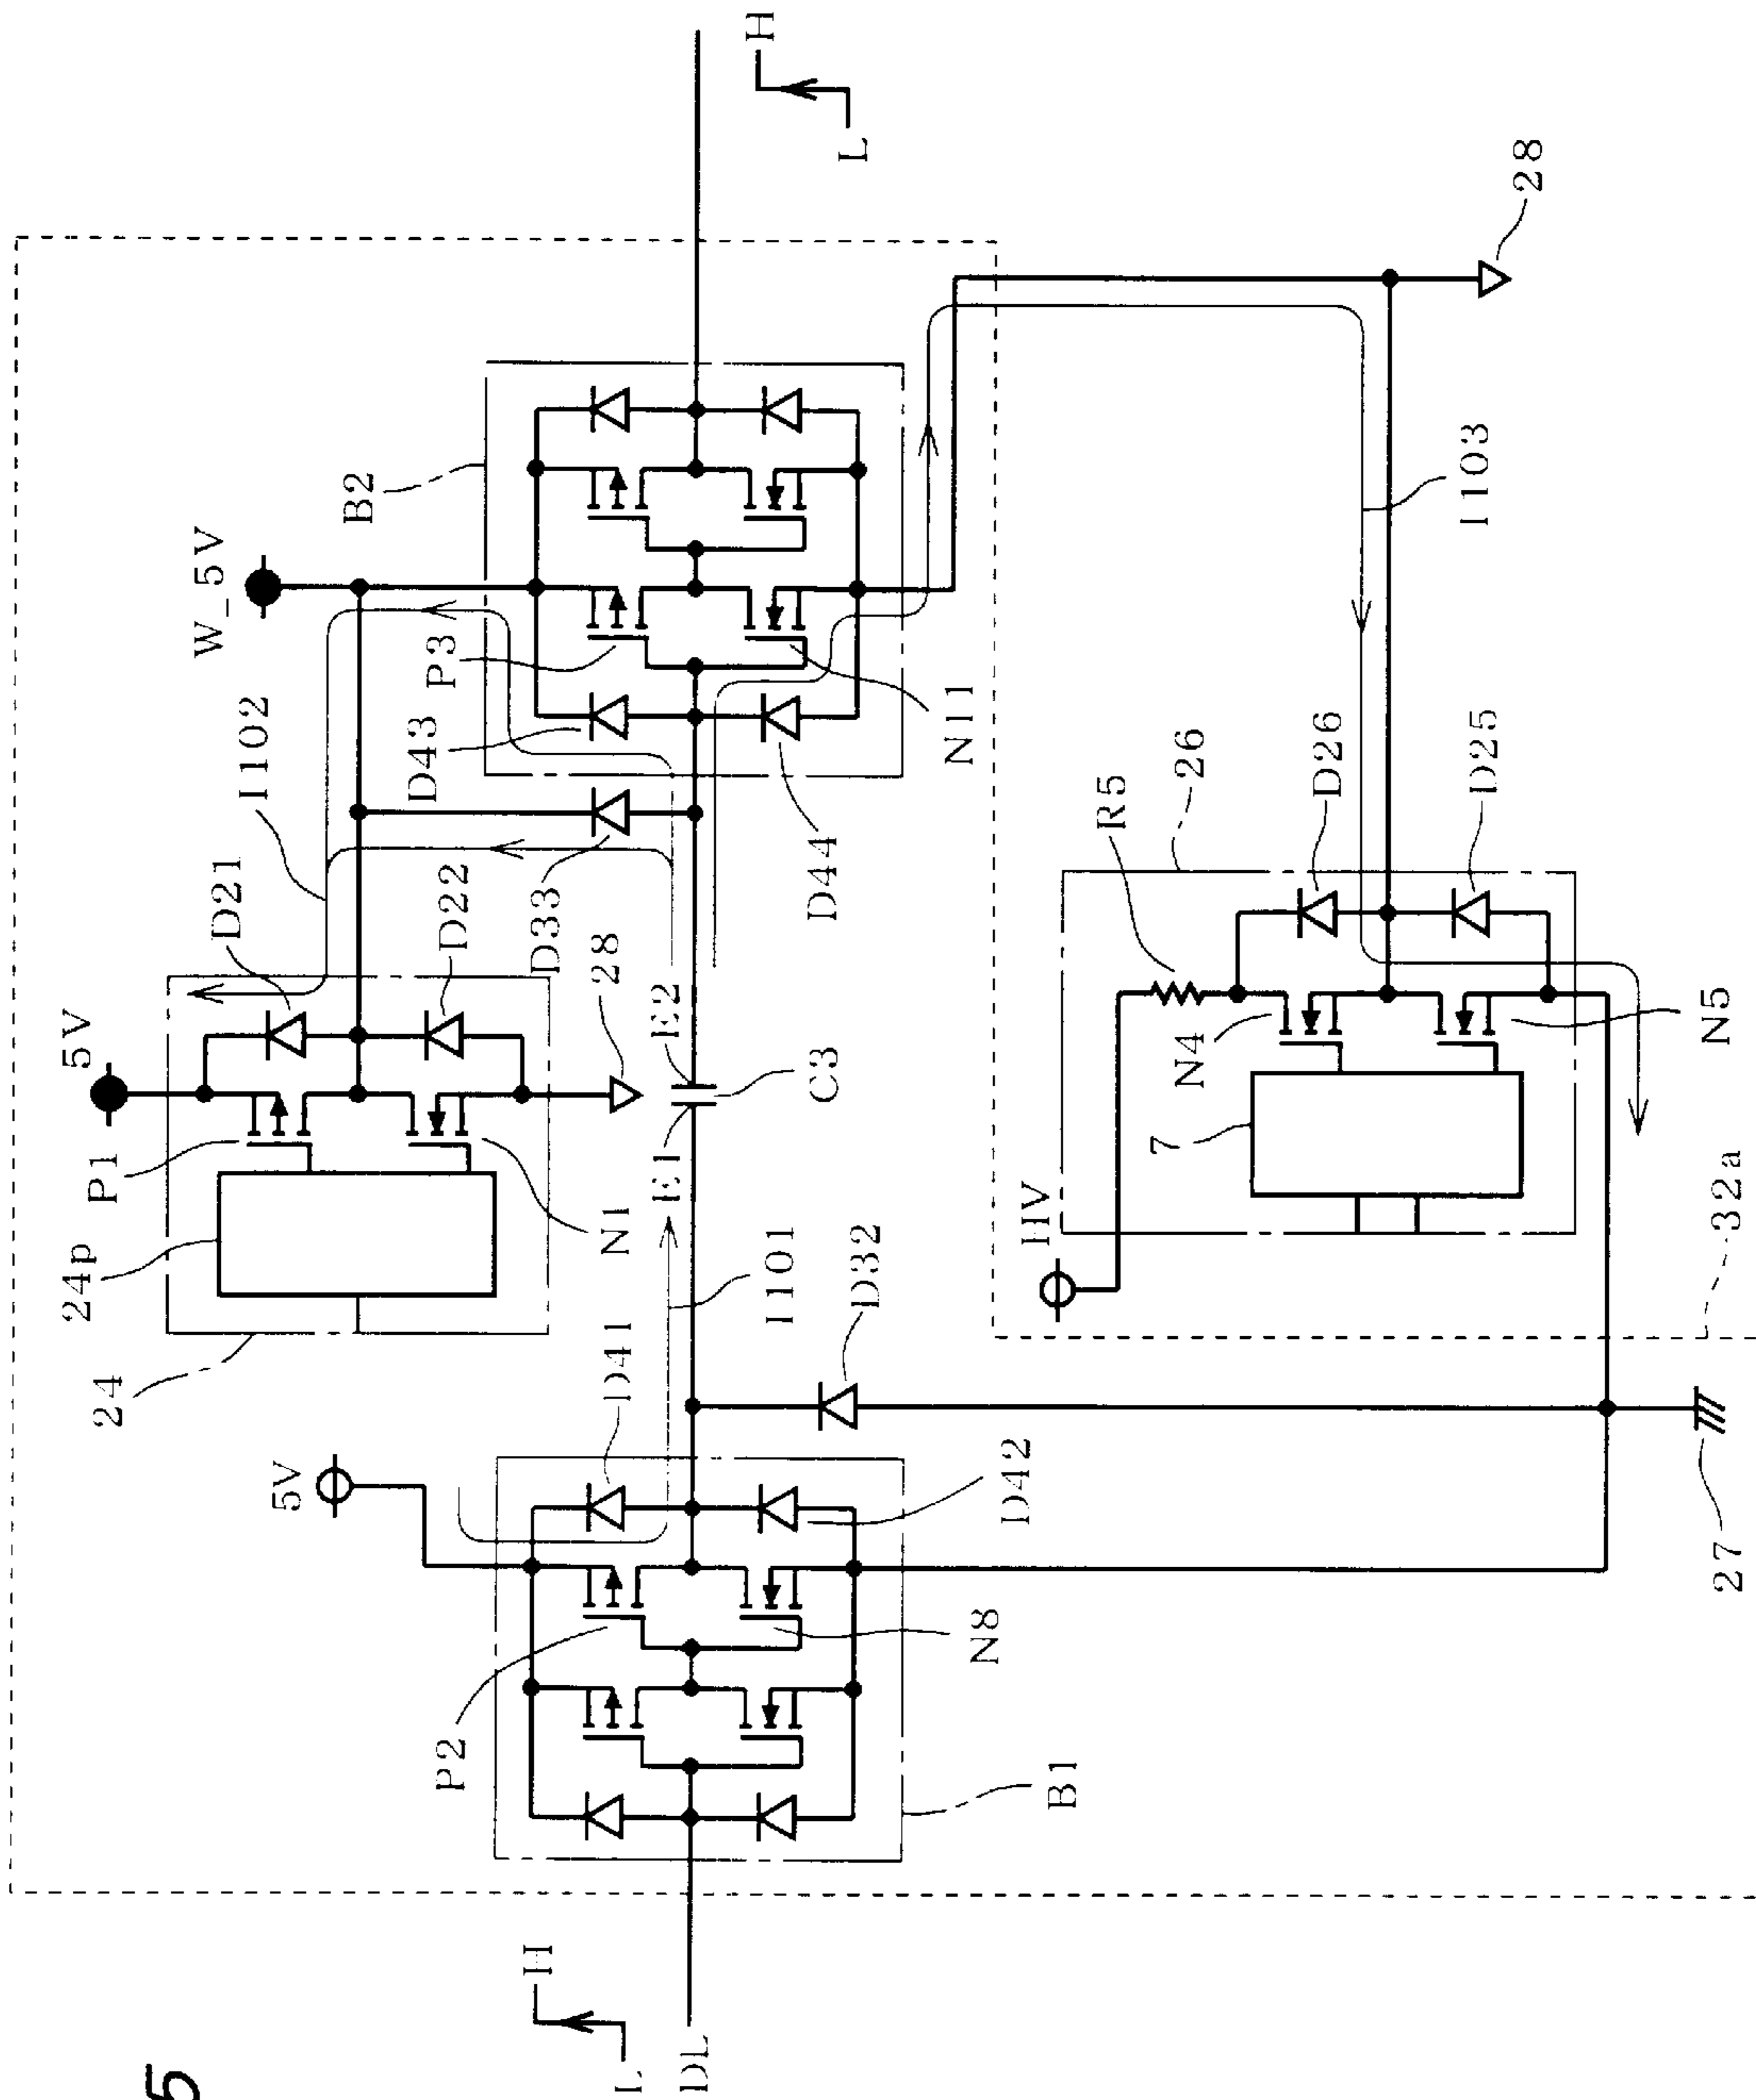 5
W_5V
5V
5V
HV
24
24p
P1
N1
D21
D22
28
I102
D43
P3
B2
D33
D44
N11
H
L
H
L
DL
P2
N8
B1
D41
D42
I101
E1
E2
C3
D32
27
32a
7
N4
N5
R5
26
D26
D25
I103
28